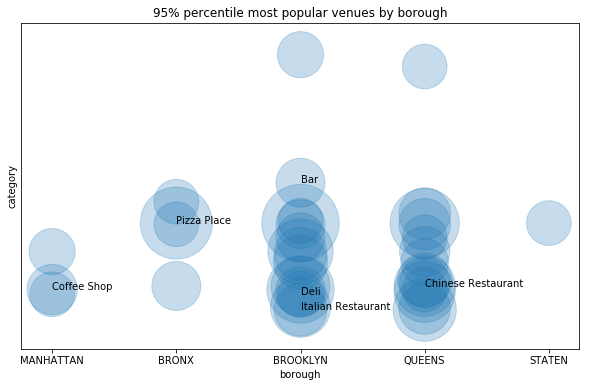 95% percentile most popular venues by borough
category
Bar
Pizza Place
Coffee Shop
Chinese Restaurant
Deli
Italian Restaurant
MANHATTAN BRONX BROOKLYN QUEENS STATEN
borough